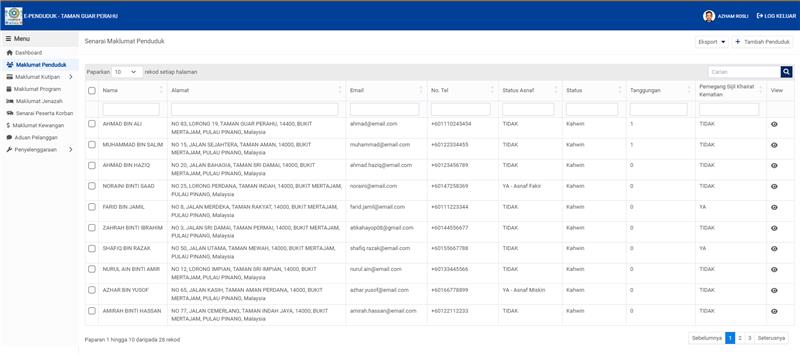 E-PENDUDUK - TAMAN GUAR PERAHU
AZHAM ROSLI
LOG KELUAR
Menu
Dashboard
Maklumat Penduduk
Maklumat Kutipan
Maklumat Program
Maklumat Jenazah
Senarai Peserta Korban
Maklumat Kewangan
Aduan Pelanggan
Penyelenggaraan
Senarai Maklumat Penduduk
Eksport
+ Tambah Penduduk
Paparkan 10 rekod setiap halaman
Carian
Nama Alamat Email No. Tel Status Asnaf Status Tanggungan Pemegang Sijil Khairat Kematian View
AHMAD BIN ALI NO 83, LORONG 19, TAMAN GUAR PERAHU, 14400, BUKIT MERTAJAM, PULAU PINANG, Malaysia ahmad@email.com +601110245454 TIDAK Kahwin 1 TIDAK
MUHAMMAD BIN SALIM NO 15, JALAN SEJAHTERA, TAMAN AMAN, 14000, BUKIT MERTAJAM, PULAU PINANG, Malaysia muhammad@email.com +60122334455 TIDAK Kahwin 1 TIDAK
AHMAD BIN HAZIQ NO 20, JALAN BAHAGIA, TAMAN SRI DAMAI, 14000, BUKIT MERTAJAM, PULAU PINANG, Malaysia ahmad.haziq@email.com +60123456789 TIDAK Kahwin 0 TIDAK
NORAINI BINTI SAAD NO 25, LORONG PERDANA, TAMAN INDAH, 14000, BUKIT MERTAJAM, PULAU PINANG, Malaysia noraini@email.com +60147258369 YA - Asnaf Fakir Kahwin 0 TIDAK
FARID BIN JAMIL NO 8, JALAN MERDEKA, TAMAN RAKYAT, 14000, BUKIT MERTAJAM, PULAU PINANG, Malaysia farid.jamil@email.com +60111223344 TIDAK Kahwin 0 YA
ZAHRAH BINTI IBRAHIM NO 3, JALAN SRI DAMAI, TAMAN PERMAI, 14000, BUKIT MERTAJAM, PULAU PINANG, Malaysia atikahayop08@gmail.com +60144556677 TIDAK Kahwin 0 TIDAK
SHAFIQ BIN RAZAK NO 50, JALAN UTAMA, TAMAN MEWAH, 14000, BUKIT MERTAJAM, PULAU PINANG, Malaysia shafiq.razak@email.com +60155667788 TIDAK Kahwin 0 YA
NURUL AIN BINTI AMIR NO 12, LORONG IMPIAN, TAMAN SRI IMPIAN, 14000, BUKIT MERTAJAM, PULAU PINANG, Malaysia nurul.ain@email.com +60133445566 TIDAK Kahwin 0 TIDAK
AZHAR BIN YUSOF NO 65, JALAN KASIH, TAMAN AMAN PERDANA, 14000, BUKIT MERTAJAM, PULAU PINANG, Malaysia azhar.yusof@email.com +60166778899 YA - Asnaf Miskin Kahwin 0 TIDAK
AMIRAH BINTI HASSAN NO 77, JALAN CEMERLANG, TAMAN INDAH JAYA, 14000, BUKIT MERTAJAM, PULAU PINANG, Malaysia amirah.hassan@email.com +60122112233 TIDAK Kahwin 0 TIDAK
Paparan 1 hingga 10 daripada 28 rekod
Sebelumnya 1 2 3 Seterusnya